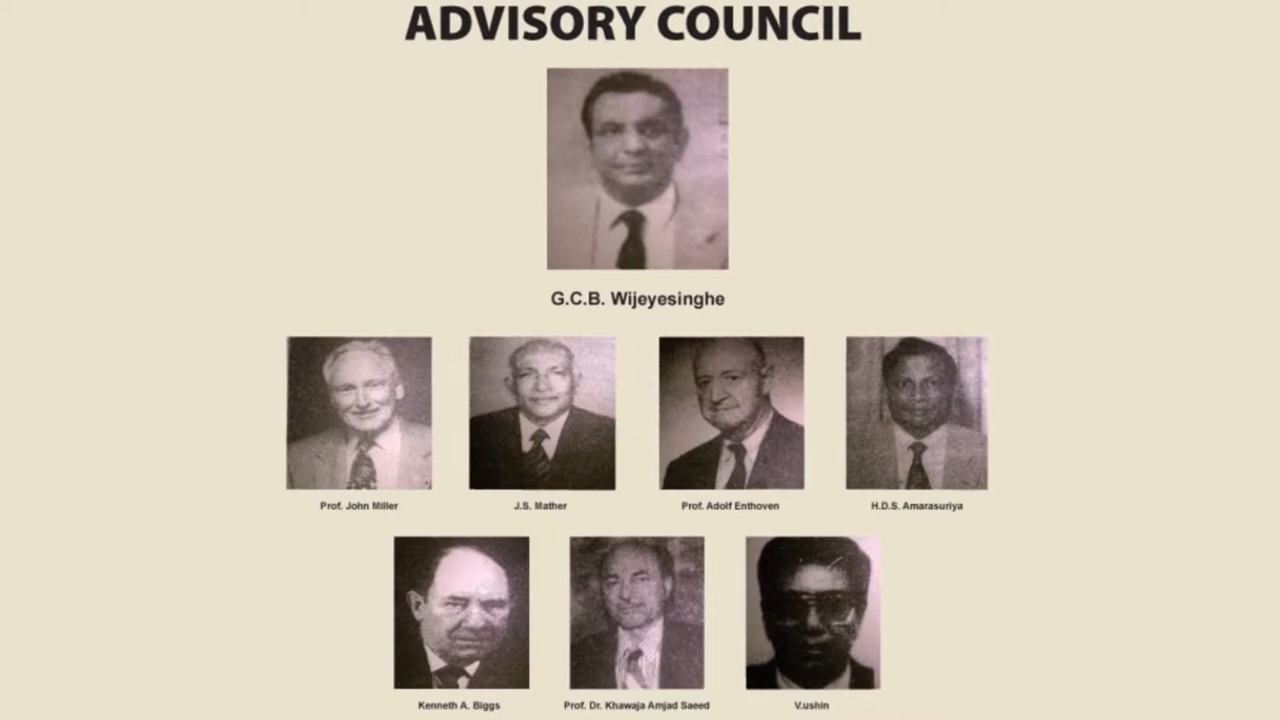 ADVISORY COUNCIL
G.C.B. Wijeyesinghe
Prof. John Miller
J.S. Mather
Prof. Adolf Enthoven
H.D.S. Amarasuriya
Kenneth A. Biggs
Prof. Dr. Khawaja Amjad Saeed
V.ushin